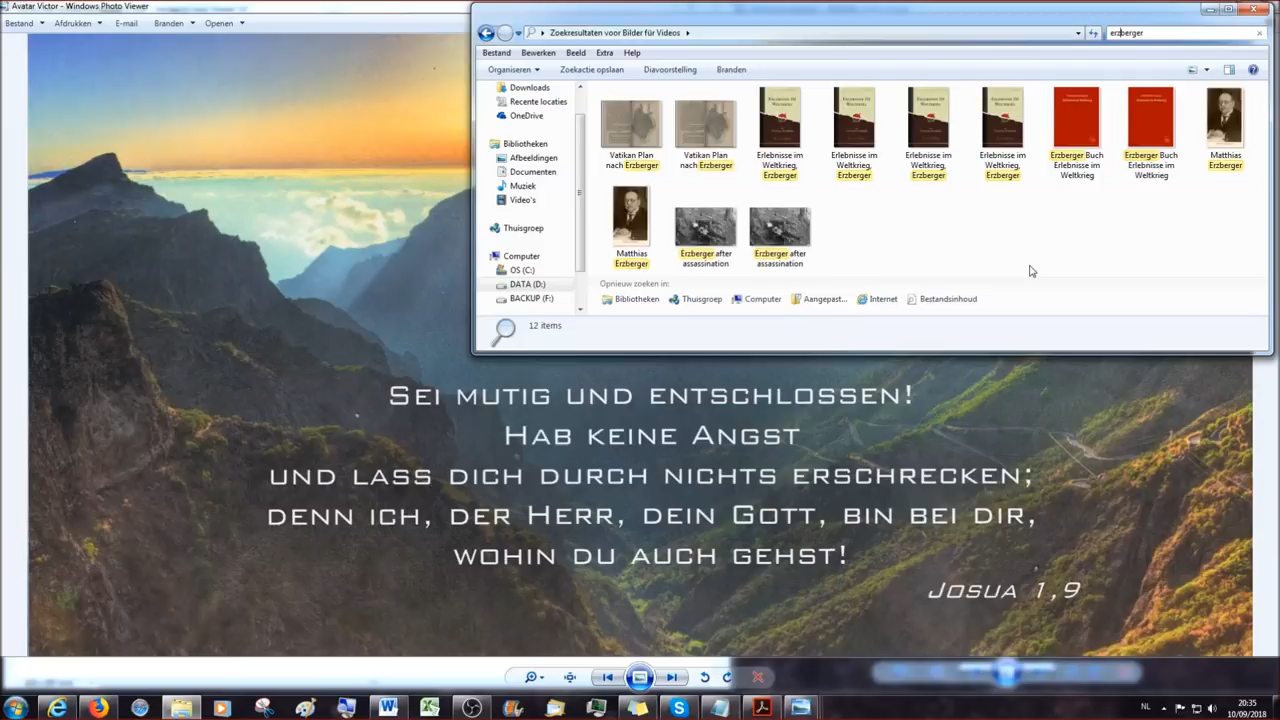 Avatar Victor - Windows Photo Viewer
Bestand Afdrukken E-mail Branden Openen
Zoekresultaten voor Bilder für Videos
erzberger
Bestand Bewerken Beeld Extra Help
Organiseren Zoekactie opslaan Diavoorstelling Branden
Downloads
Recente locaties
OneDrive
Bibliotheken
Afbeeldingen
Documenten
Muziek
Video's
Thuisgroep
Computer
OS (C:)
DATA (D:)
BACKUP (F:)
Vatikan Plan
nach Erzberger
Vatikan Plan
nach Erzberger
Erlebnisse im
Weltkrieg,
Erzberger
Erlebnisse im
Weltkrieg,
Erzberger
Erlebnisse im
Weltkrieg,
Erzberger
Erlebnisse im
Weltkrieg,
Erzberger
Erzberger Buch
Erlebnisse im
Weltkrieg
Erzberger Buch
Erlebnisse im
Weltkrieg
Matthias
Erzberger
Matthias
Erzberger
Erzberger after
assassination
Erzberger after
assassination
Opnieuw zoeken in:
Bibliotheken Thuisgroep Computer Aangepast... Internet Bestandsinhoud
12 items
Sei mutig und entschlossen!
Hab keine Angst
und lass dich durch nichts erschrecken;
denn ich, der Herr, dein Gott, bin bei dir,
wohin du auch gehst!
Josua 1,9
NL
20:35
10/09/2018